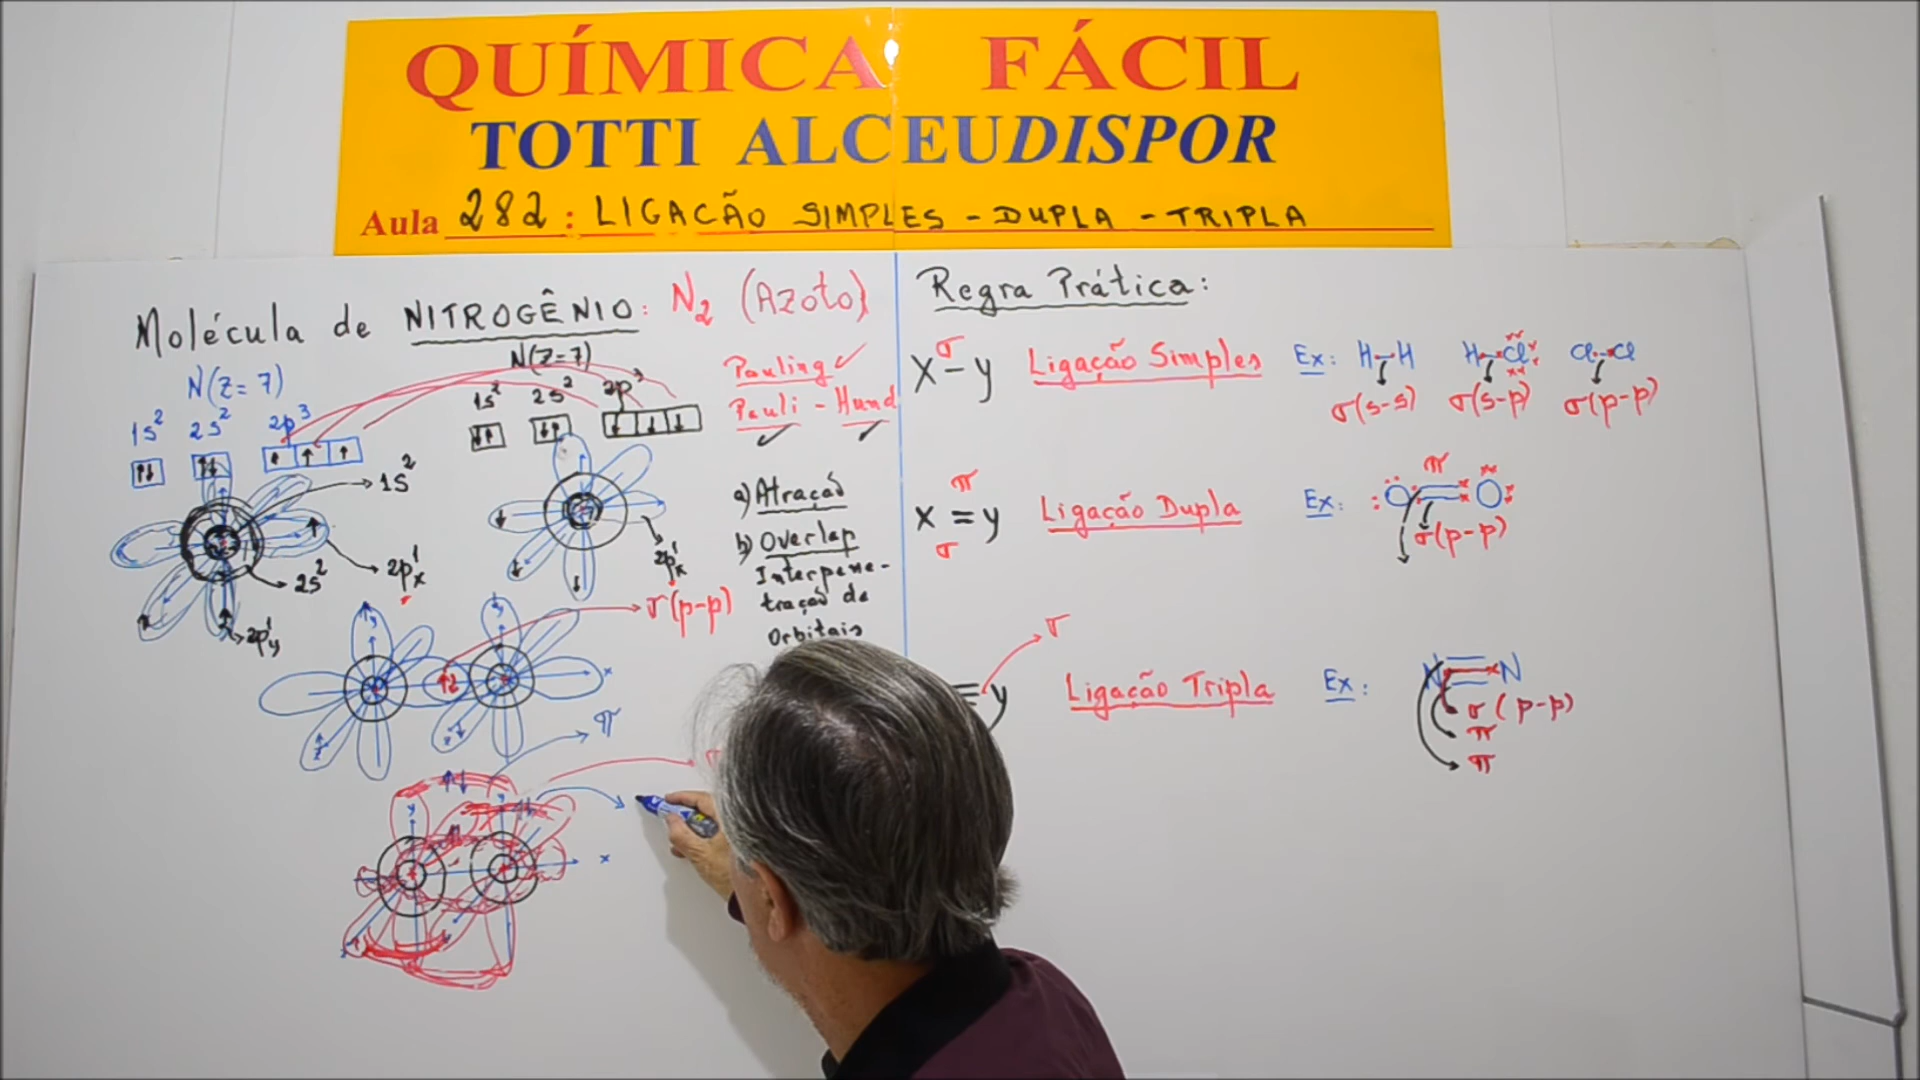 QUÍMICA FÁCIL
TOTTI ALCEUDISPOR
Aula 282 : LIGAÇÃO SIMPLES - DUPLA - TRIPLA
Molécula de NITROGÊNIO: N2 (Azoto)
N(Z=7)
1s² 2s² 2p³
N(Z=7)
1s² 2s² 2p³
Pauling ✓
Pauli - Hund
1s²
2s²
2p¹x
2p¹y
2p¹x
a) Atração
b) Overlap
Interpene-
tração de
Orbitais
σ(p-p)
x
π
x
Regra Prática:
X - y Ligação Simples Ex: H-H H-Cl Cl-Cl
σ
σ(s-s) σ(s-p) σ(p-p)
π
x = y Ligação Dupla Ex: O=O
σ
π
σ(p-p)
σ
≡ y Ligação Tripla Ex: N≡N
σ (p-p)
π
π